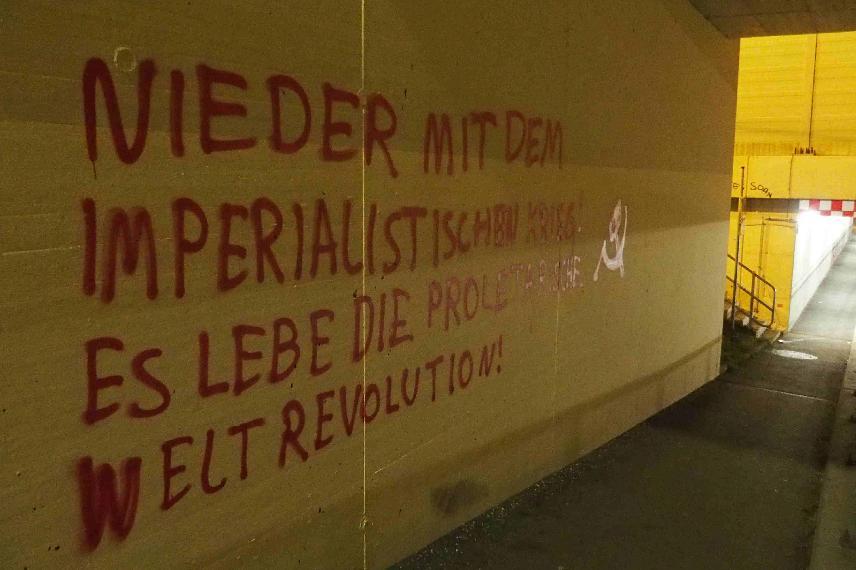 NIEDER MIT DEM
IMPERIALISTISCHEN KRIEG!
ES LEBE DIE PROLETARISCHE
WELTREVOLUTION!